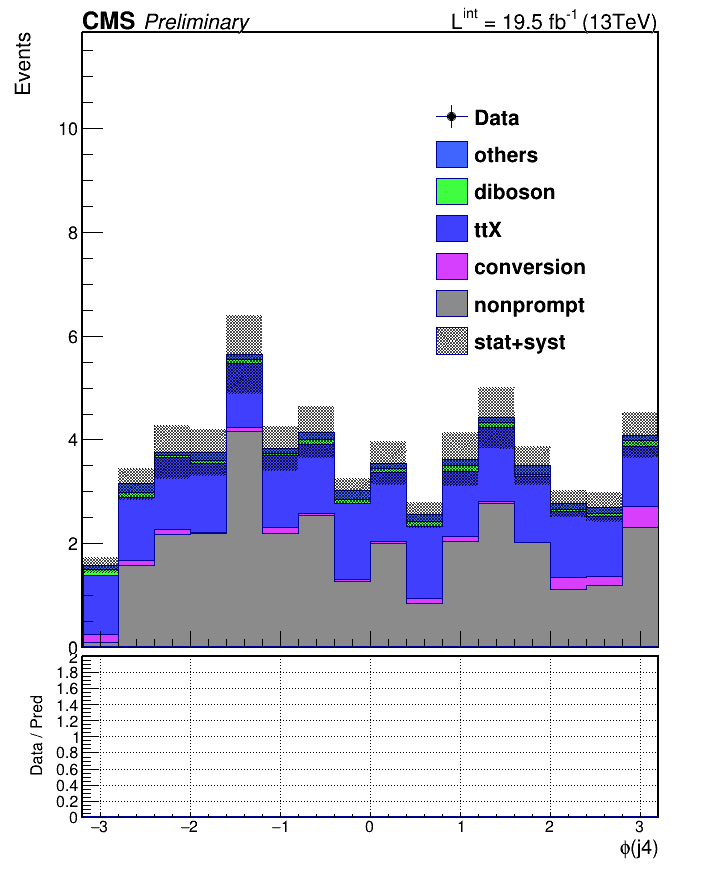 CMS Preliminary L^int = 19.5 fb^-1 (13TeV)
Events
Data
others
diboson
ttX
conversion
nonprompt
stat+syst
10
8
6
4
2
0
Data / Pred
2
1.8
1.6
1.4
1.2
1
0.8
0.6
0.4
0.2
0
−3 −2 −1 0 1 2 3
ϕ(j4)